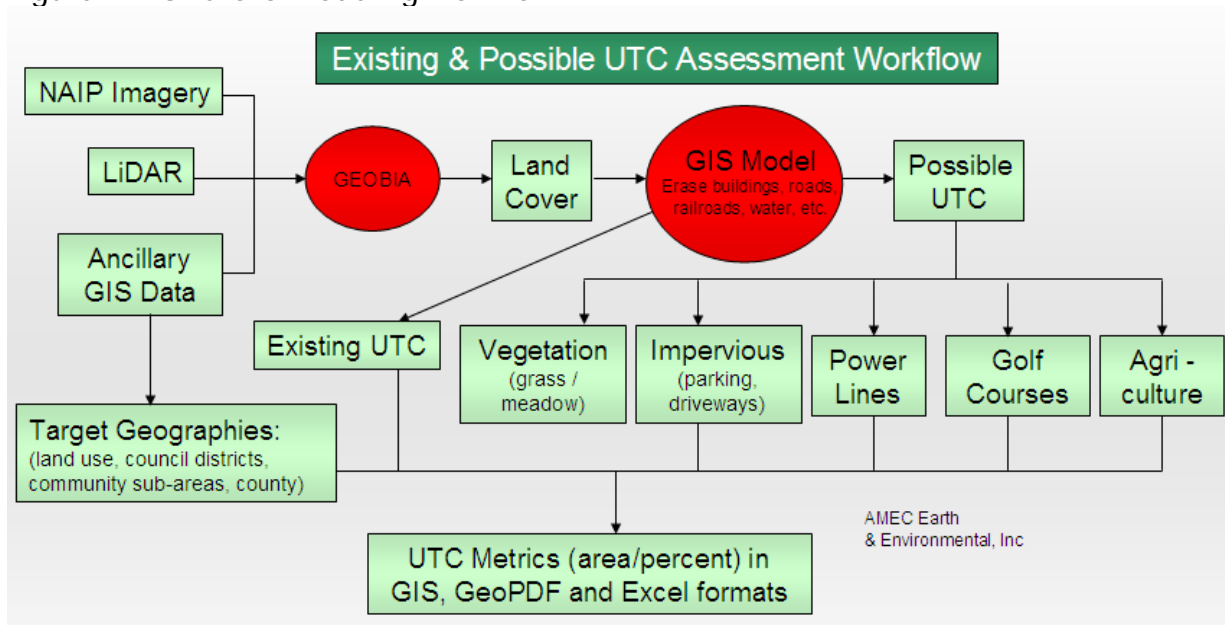 Existing & Possible UTC Assessment Workflow
NAIP Imagery
LiDAR
Ancillary
GIS Data
GEOBIA
Land
Cover
GIS Model
Erase buildings, roads,
railroads, water, etc.
Possible
UTC
Existing UTC
Vegetation
(grass /
meadow)
Impervious
(parking,
driveways)
Power
Lines
Golf
Courses
Agri -
culture
Target Geographies:
(land use, council districts,
community sub-areas, county)
AMEC Earth
& Environmental, Inc
UTC Metrics (area/percent) in
GIS, GeoPDF and Excel formats